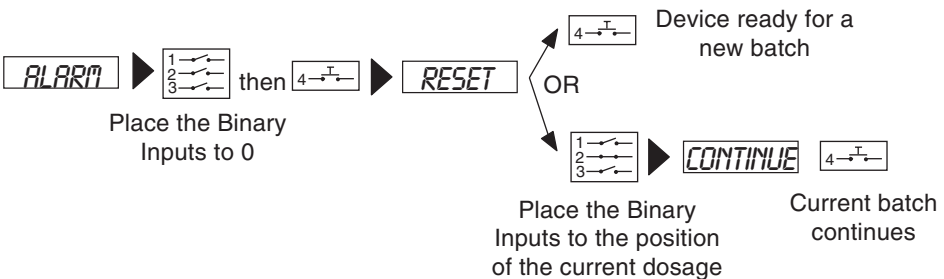 ALARM
1
2
3
then
4
RESET
Place the Binary
Inputs to 0
OR
4
Device ready for a
new batch
1
2
3
CONTINUE
4
Place the Binary
Inputs to the position
of the current dosage
Current batch
continues